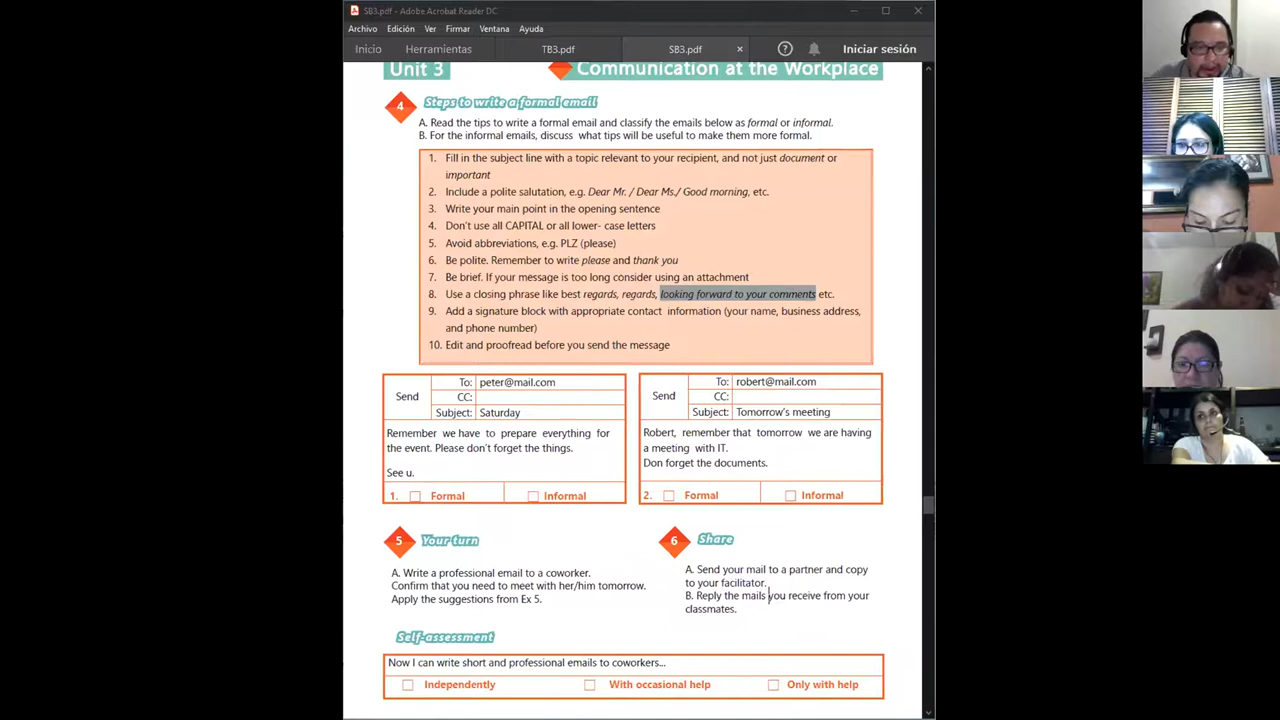 SB3.pdf - Adobe Acrobat Reader DC
Archivo Edición Ver Firmar Ventana Ayuda
Inicio Herramientas TB3.pdf SB3.pdf × ? Iniciar sesión
Unit 3 Communication at the Workplace
4 Steps to write a formal email
A. Read the tips to write a formal email and classify the emails below as formal or informal.
B. For the informal emails, discuss what tips will be useful to make them more formal.
1. Fill in the subject line with a topic relevant to your recipient, and not just document or
important
2. Include a polite salutation, e.g. Dear Mr. / Dear Ms./ Good morning, etc.
3. Write your main point in the opening sentence
4. Don't use all CAPITAL or all lower- case letters
5. Avoid abbreviations, e.g. PLZ (please)
6. Be polite. Remember to write please and thank you
7. Be brief. If your message is too long consider using an attachment
8. Use a closing phrase like best regards, regards, looking forward to your comments etc.
9. Add a signature block with appropriate contact information (your name, business address,
and phone number)
10. Edit and proofread before you send the message
Send
To: peter@mail.com
CC:
Subject: Saturday
Remember we have to prepare everything for
the event. Please don't forget the things.
See u.
1. Formal Informal
Send
To: robert@mail.com
CC:
Subject: Tomorrow's meeting
Robert, remember that tomorrow we are having
a meeting with IT.
Don forget the documents.
2. Formal Informal
5 Your turn
A. Write a professional email to a coworker.
Confirm that you need to meet with her/him tomorrow.
Apply the suggestions from Ex 5.
6 Share
A. Send your mail to a partner and copy
to your facilitator.
B. Reply the mails you receive from your
classmates.
Self-assessment
Now I can write short and professional emails to coworkers...
Independently With occasional help Only with help